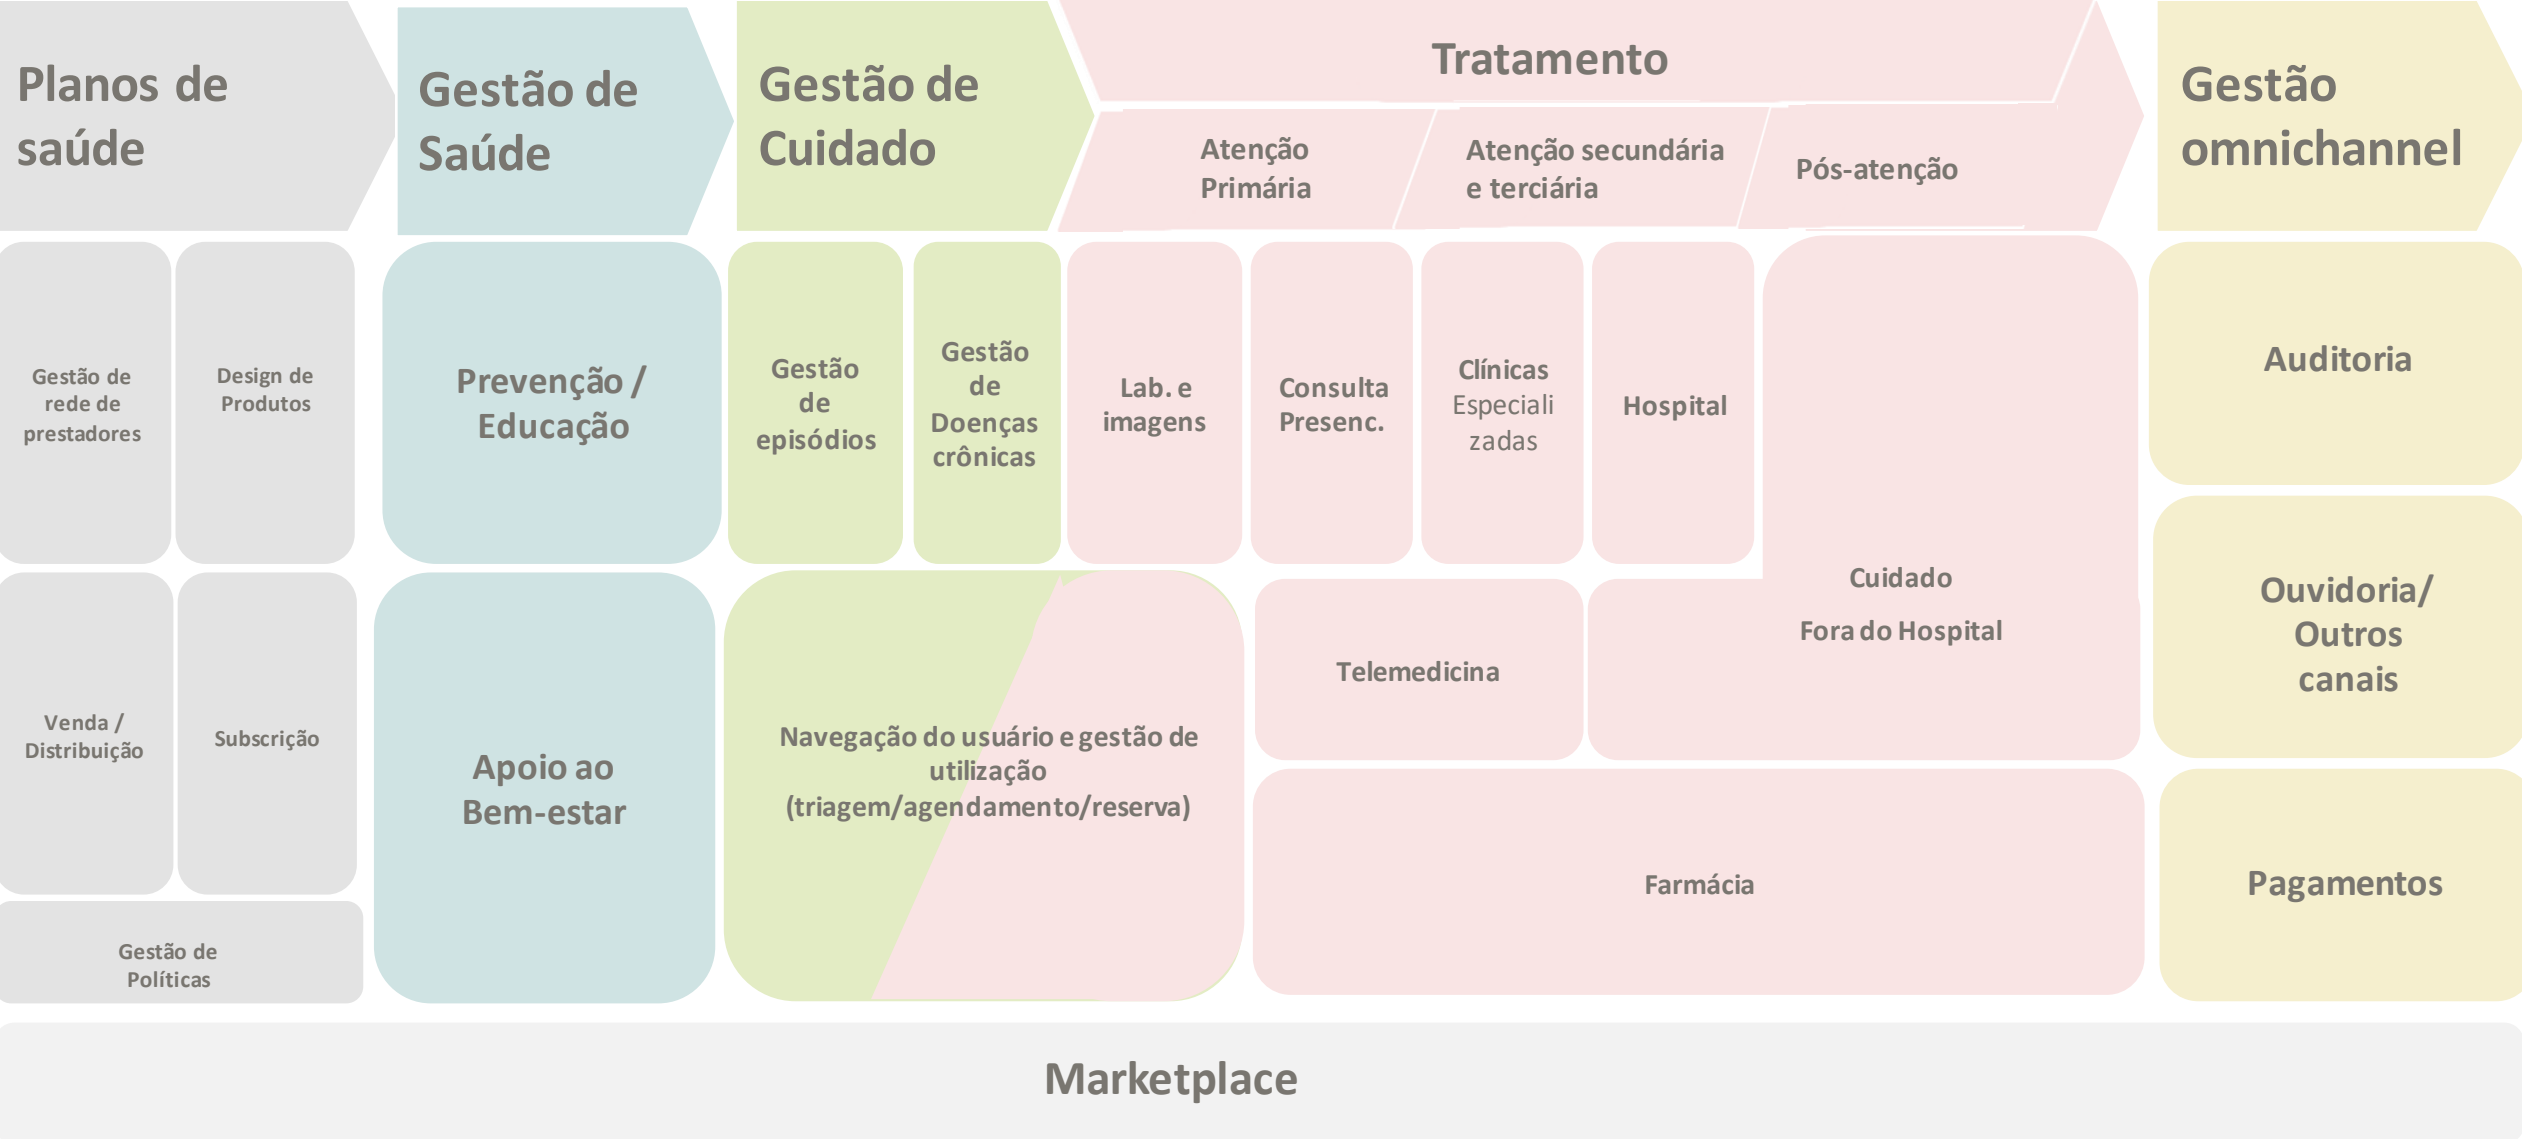 Planos de
saúde
Gestão de
Saúde
Gestão de
Cuidado
Tratamento
Atenção
Primária
Atenção secundária
e terciária
Pós-atenção
Gestão
omnichannel
Gestão de
rede de
prestadores
Design de
Produtos
Prevenção /
Educação
Gestão
de
episódios
Gestão
de
Doenças
crônicas
Lab. e
imagens
Consulta
Presenc.
Clínicas
Especiali
zadas
Hospital
Cuidado
Fora do Hospital
Auditoria
Venda /
Distribuição
Subscrição
Apoio ao
Bem-estar
Navegação do usuário e gestão de
utilização
(triagem/agendamento/reserva)
Telemedicina
Ouvidoria/
Outros
canais
Gestão de
Políticas
Farmácia
Pagamentos
Marketplace